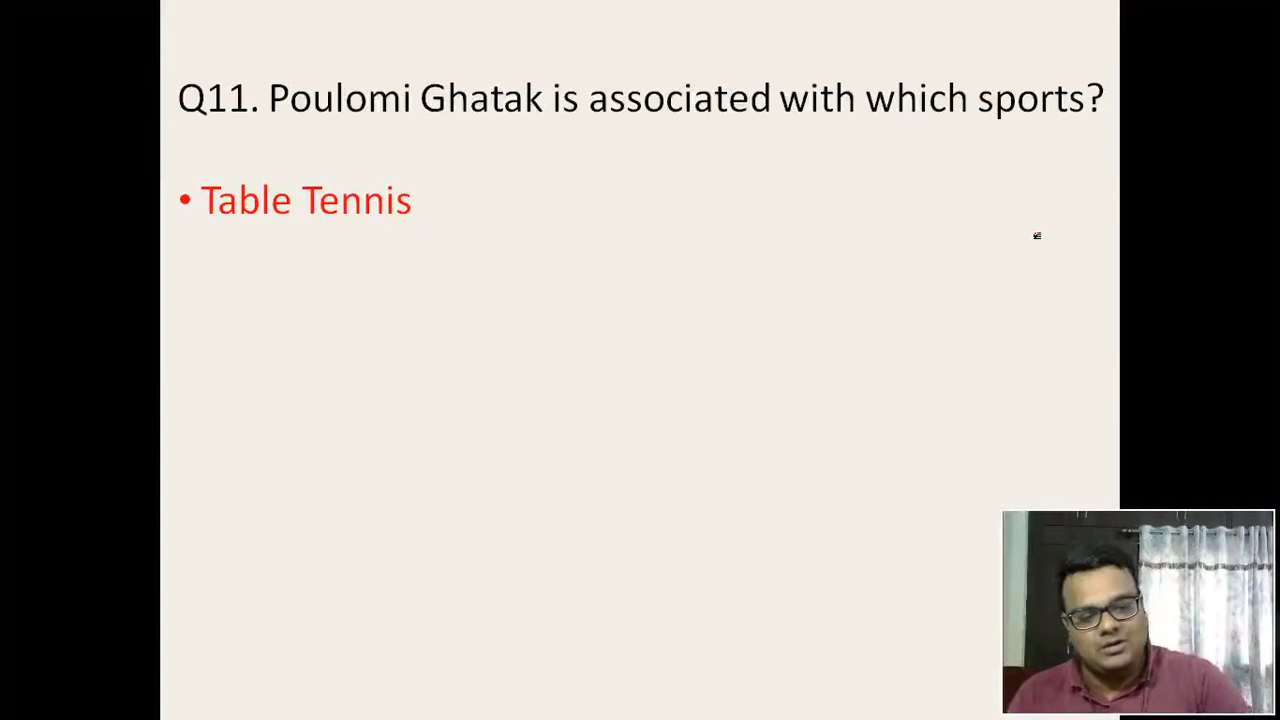 Q11. Poulomi Ghatak is associated with which sports?
• Table Tennis